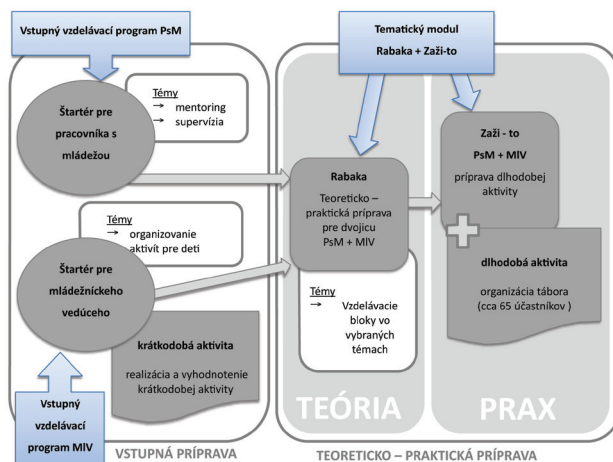 Vstupný vzdelávací program PsM
Štartér pre
pracovníka s
mládežou
Témy
→ mentoring
→ supervízia
Témy
→ organizovanie
aktivít pre deti
Štartér pre
mládežníckeho
vedúceho
krátkodobá aktivita
realizácia a vyhodnotenie
krátkodobej aktivity
Vstupný
vzdelávací
program MlV
VSTUPNÁ PRÍPRAVA
Tematický modul
Rabaka + Zaži-to
Rabaka
Teoreticko –
praktická príprava
pre dvojicu
PsM + MlV
Témy
→ Vzdelávacie
bloky vo
vybraných
témach
TEÓRIA
Zaži - to
PsM + MlV
príprava dlhodobej
aktivity
dlhodobá aktivita
organizácia tábora
(cca 65 účastníkov )
PRAX
TEORETICKO – PRAKTICKÁ PRÍPRAVA